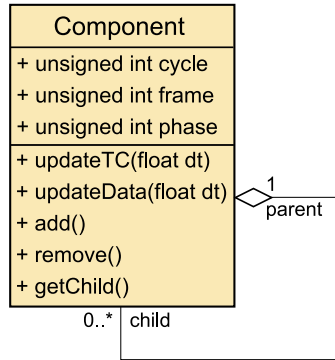 Component
+ unsigned int cycle
+ unsigned int frame
+ unsigned int phase
+ updateTC(float dt)
+ updateData(float dt)
+ add()
+ remove()
+ getChild()
1
parent
0..* child